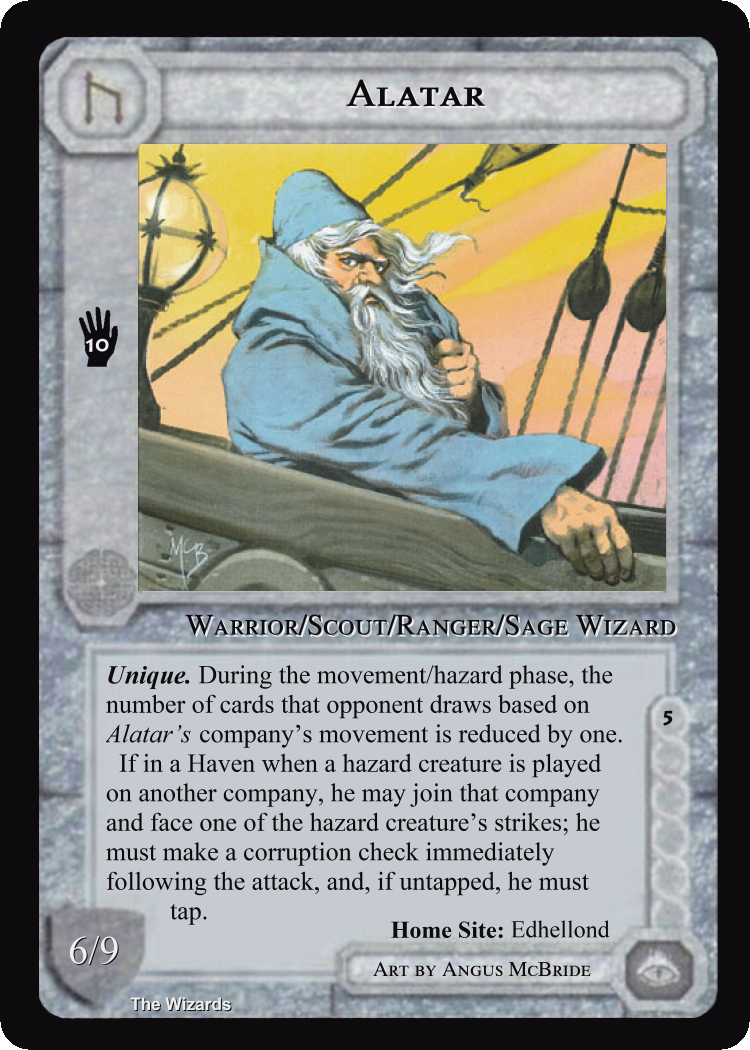 Alatar
10
McB
Warrior/Scout/Ranger/Sage Wizard
Unique. During the movement/hazard phase, the
number of cards that opponent draws based on
Alatar's company's movement is reduced by one.
If in a Haven when a hazard creature is played
on another company, he may join that company
and face one of the hazard creature's strikes; he
must make a corruption check immediately
following the attack, and, if untapped, he must
tap.
5
Home Site: Edhellond
6/9
Art by Angus McBride
The Wizards